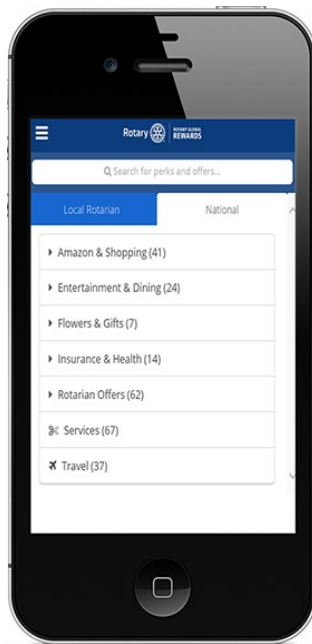 Rotary ROTARY GLOBAL REWARDS
Search for perks and offers...
Local Rotarian National
Amazon & Shopping (41)
Entertainment & Dining (24)
Flowers & Gifts (7)
Insurance & Health (14)
Rotarian Offers (62)
Services (67)
Travel (37)